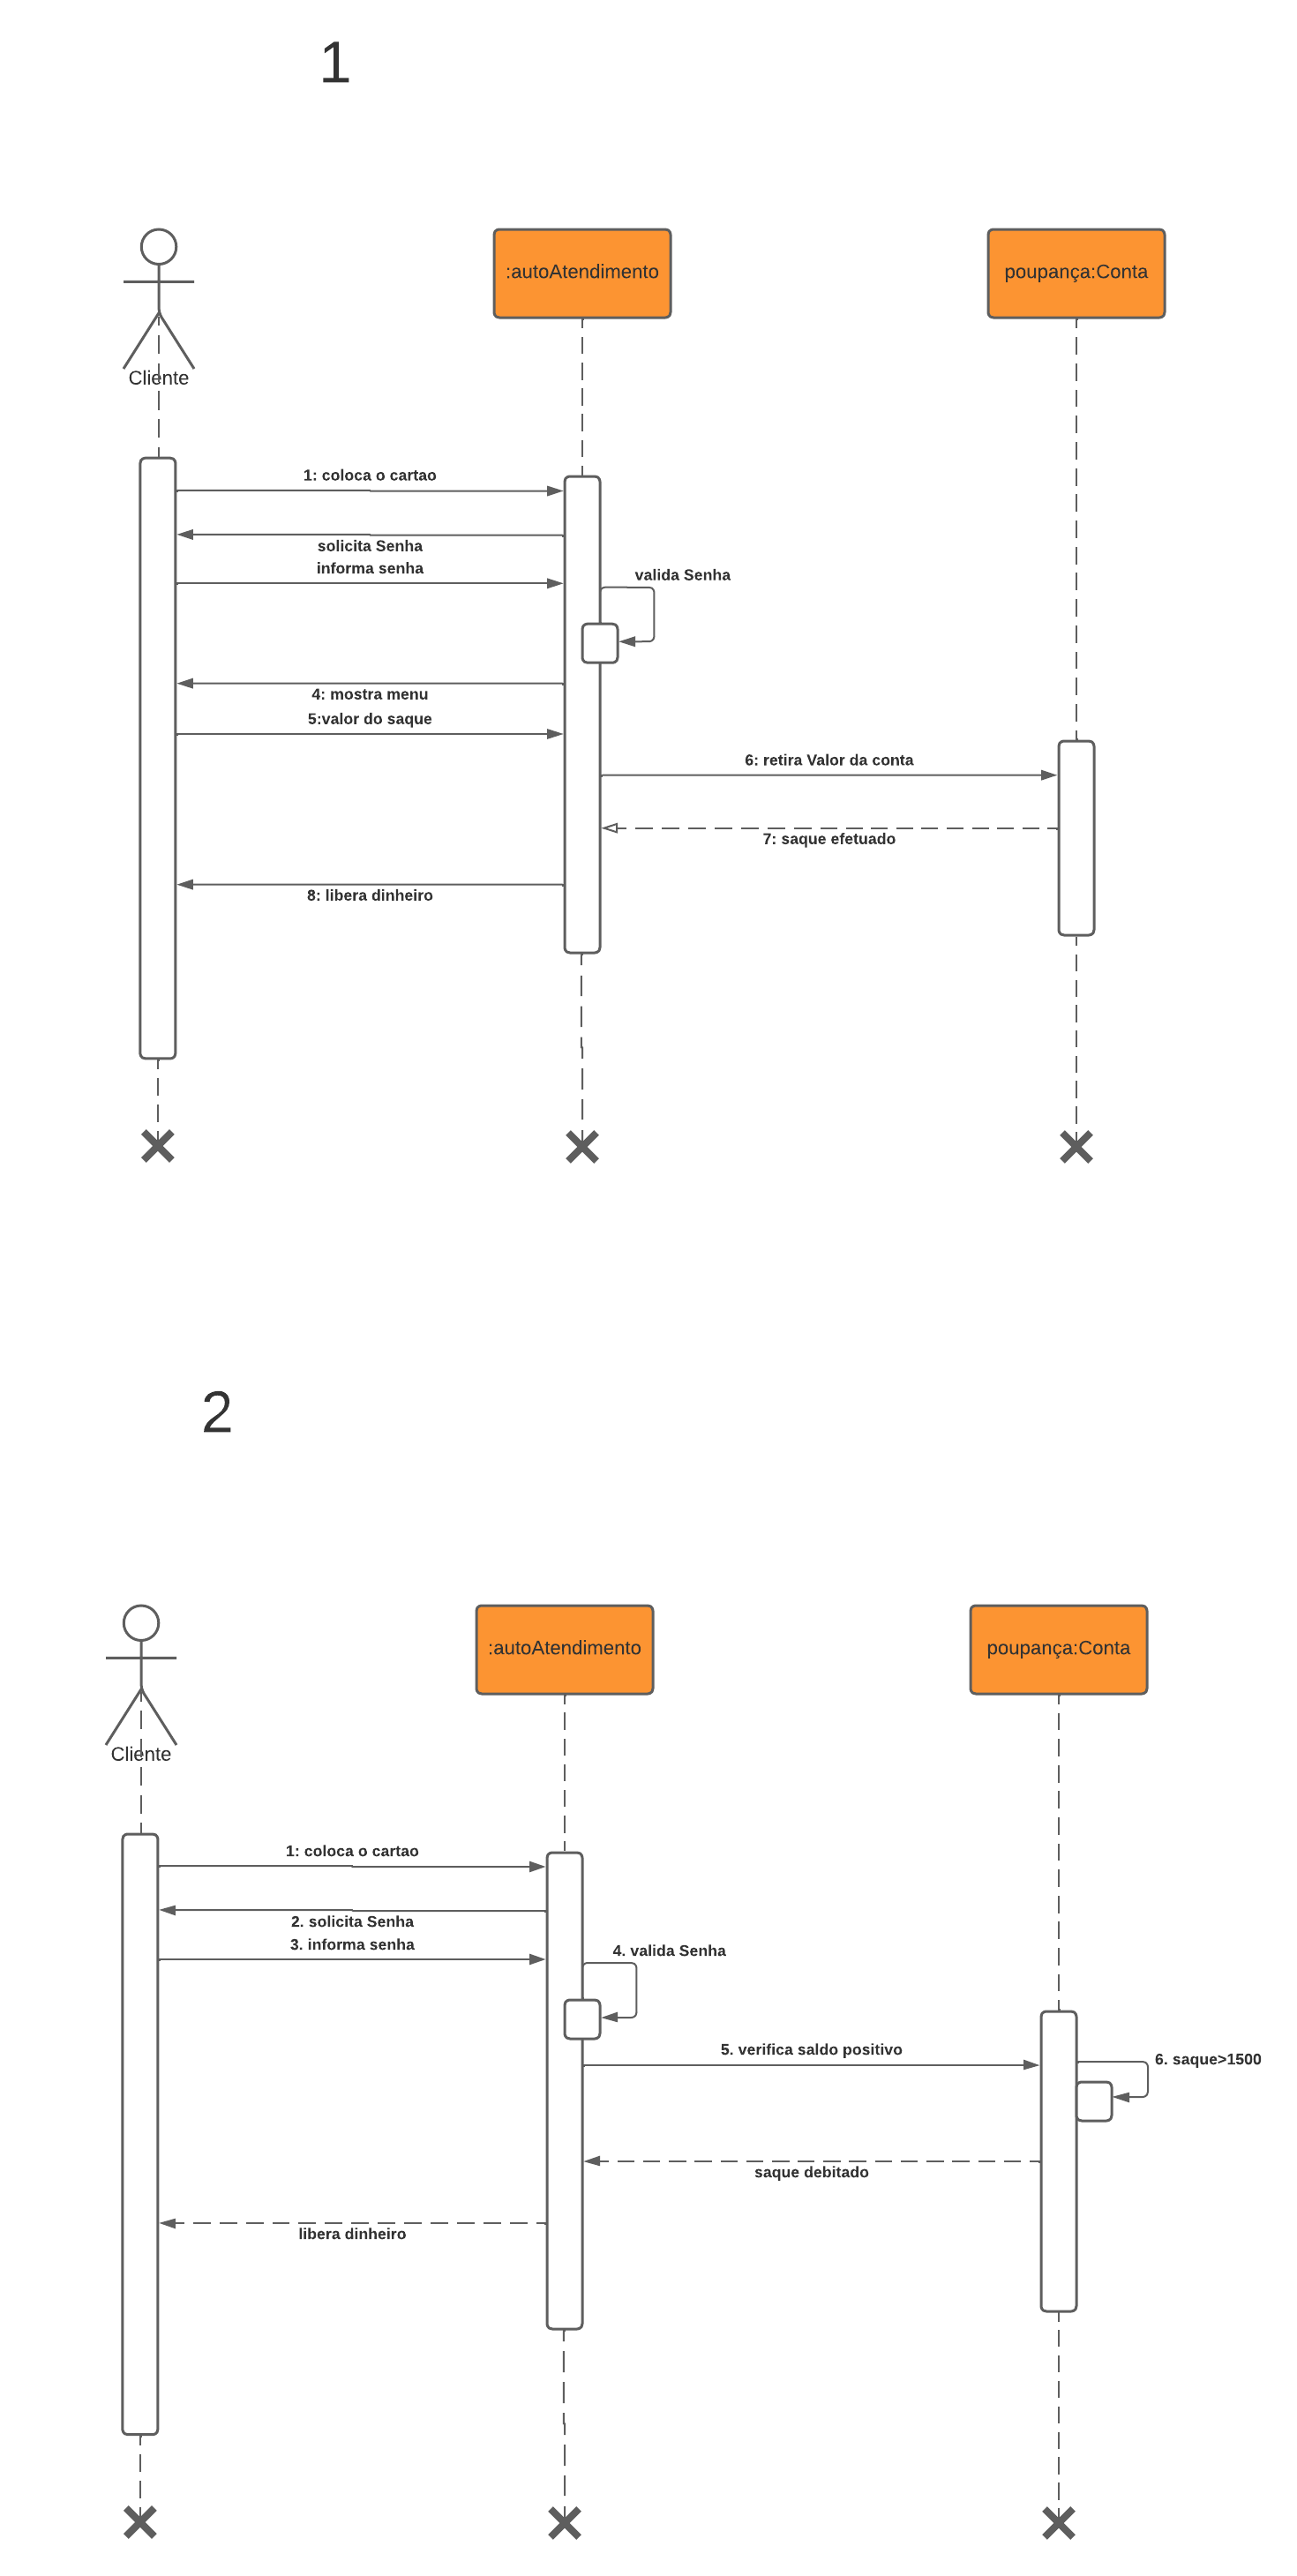 1
:autoAtendimento
poupança:Conta
Cliente
1: coloca o cartao
solicita Senha
informa senha
valida Senha
4: mostra menu
5:valor do saque
6: retira Valor da conta
7: saque efetuado
8: libera dinheiro
2
:autoAtendimento
poupança:Conta
Cliente
1: coloca o cartao
2. solicita Senha
3. informa senha
4. valida Senha
5. verifica saldo positivo
6. saque>1500
saque debitado
libera dinheiro